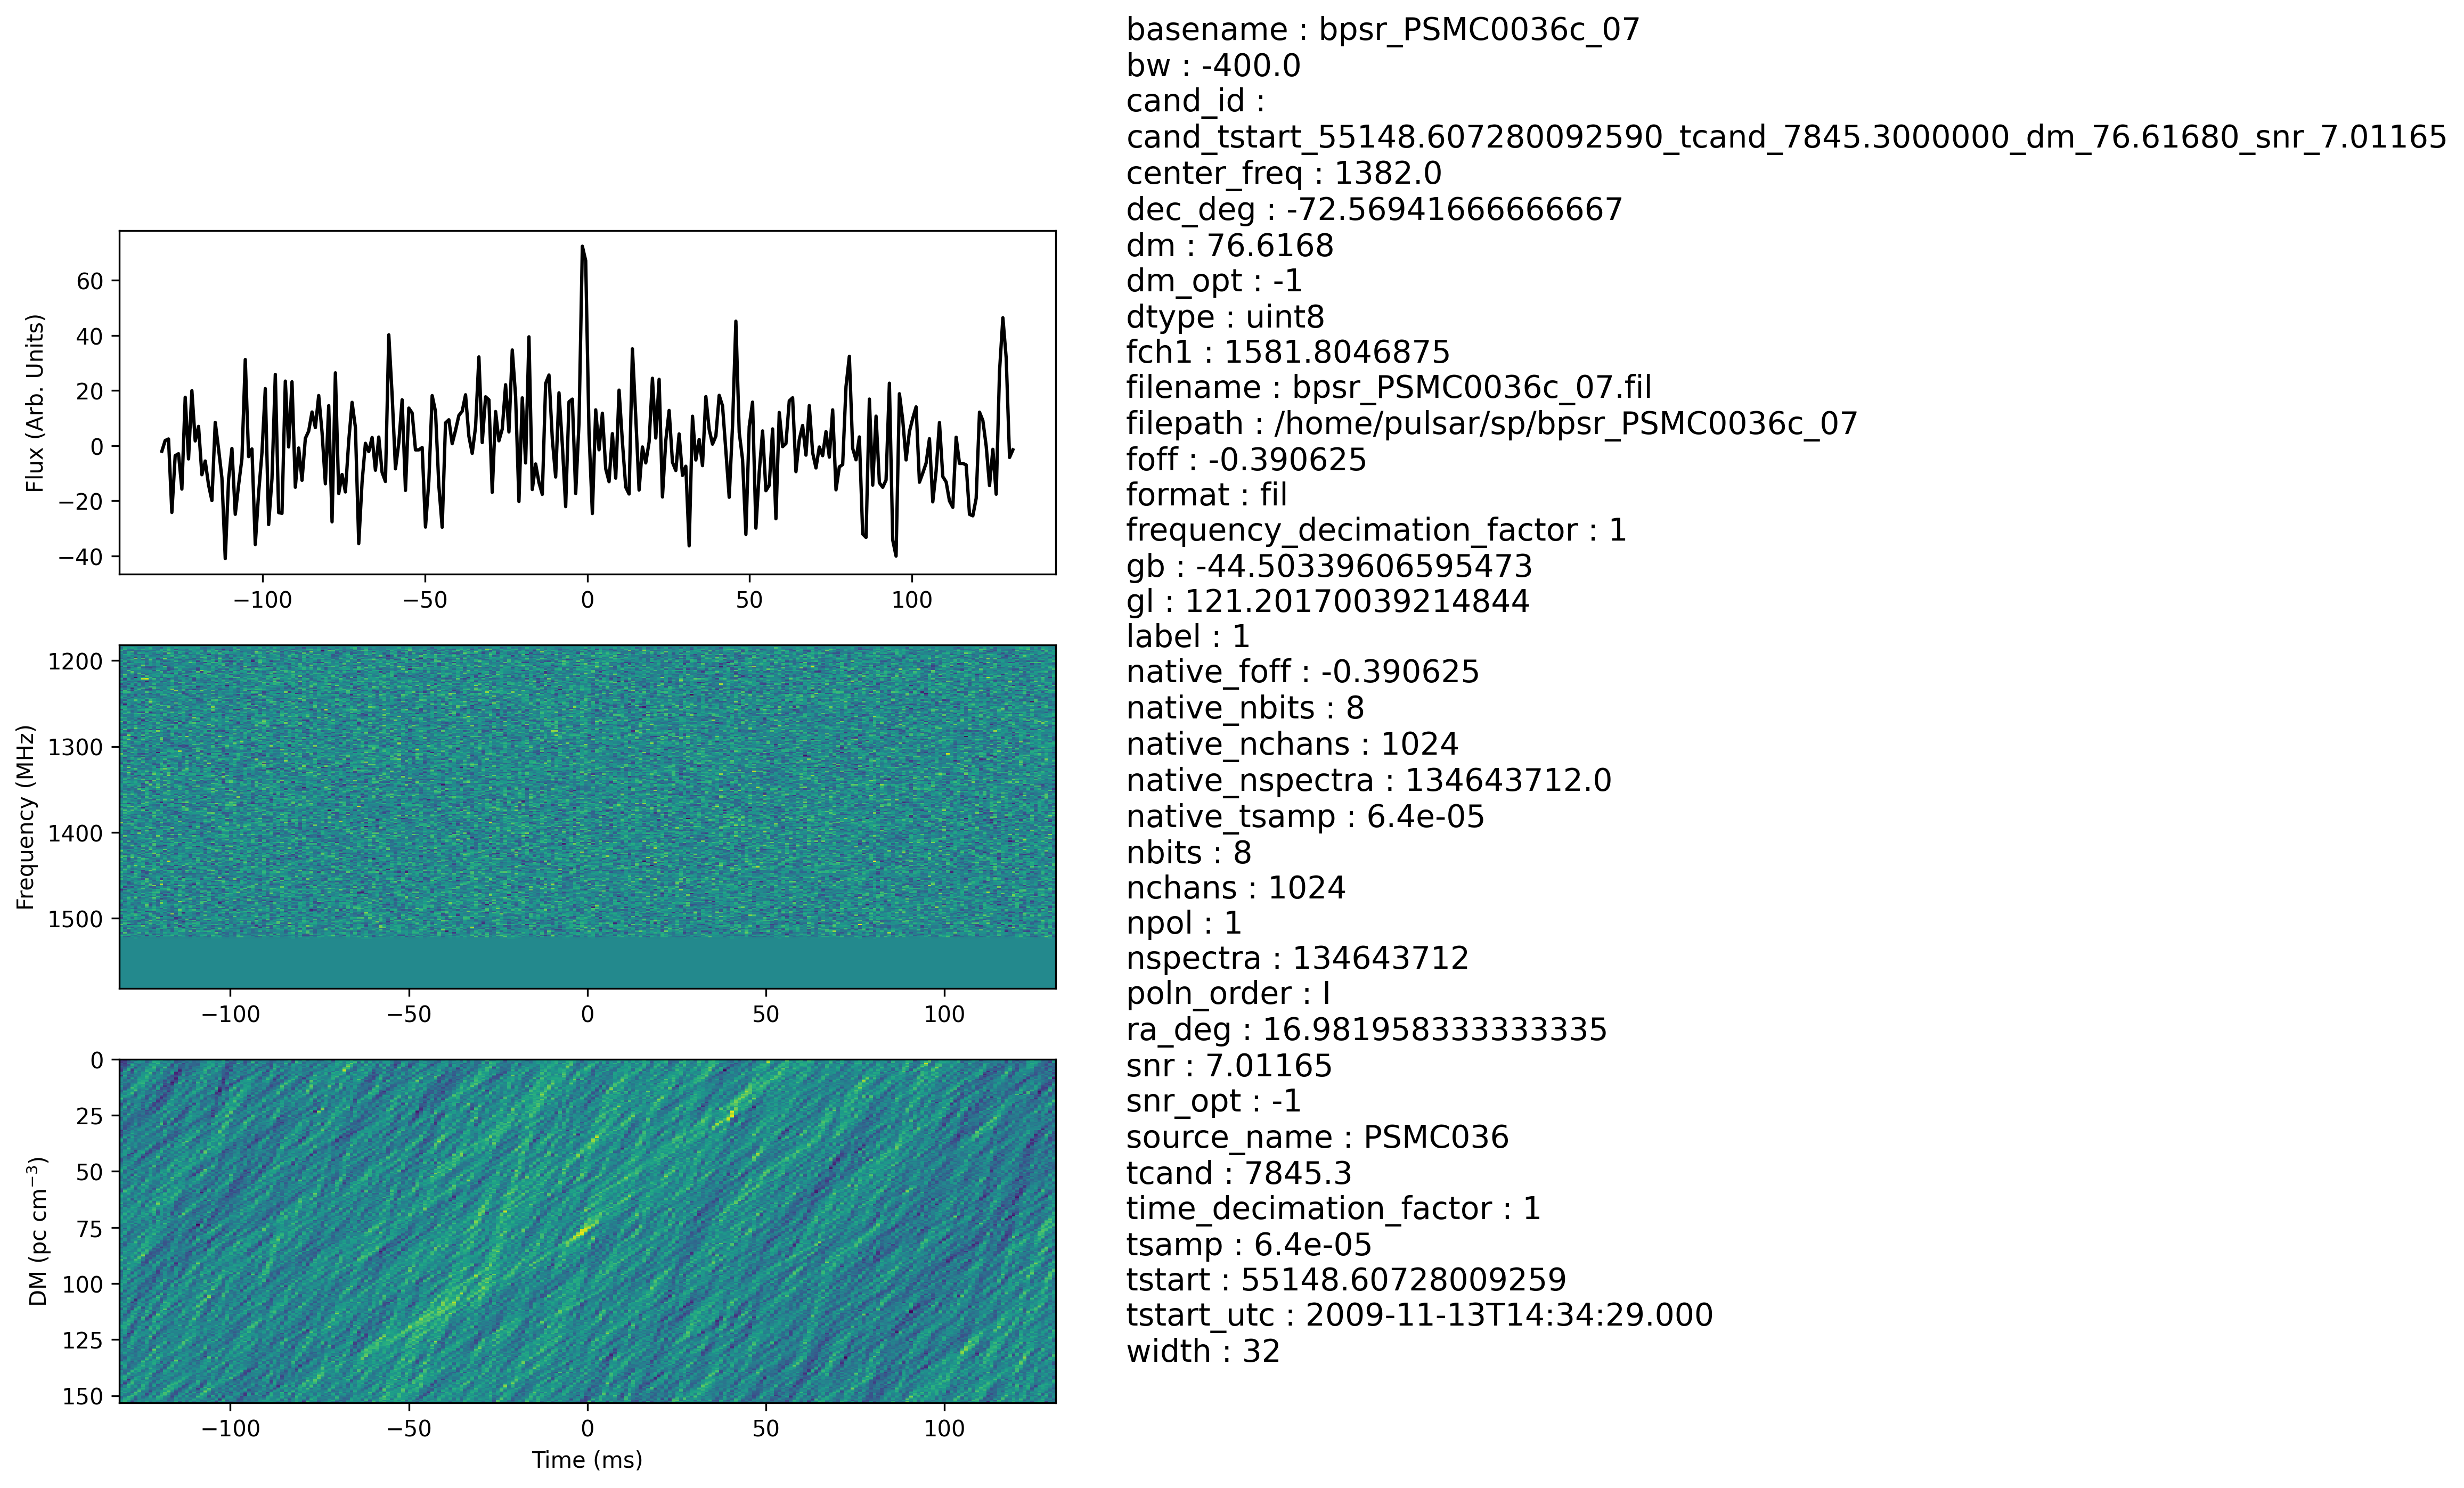 basename : bpsr_PSMC0036c_07
bw : -400.0
cand_id :
cand_tstart_55148.607280092590_tcand_7845.3000000_dm_76.61680_snr_7.01165
center_freq : 1382.0
dec_deg : -72.56941666666667
dm : 76.6168
dm_opt : -1
dtype : uint8
fch1 : 1581.8046875
filename : bpsr_PSMC0036c_07.fil
filepath : /home/pulsar/sp/bpsr_PSMC0036c_07
foff : -0.390625
format : fil
frequency_decimation_factor : 1
gb : -44.50339606595473
gl : 121.20170039214844
label : 1
native_foff : -0.390625
native_nbits : 8
native_nchans : 1024
native_nspectra : 134643712.0
native_tsamp : 6.4e-05
nbits : 8
nchans : 1024
npol : 1
nspectra : 134643712
poln_order : I
ra_deg : 16.981958333333335
snr : 7.01165
snr_opt : -1
source_name : PSMC036
tcand : 7845.3
time_decimation_factor : 1
tsamp : 6.4e-05
tstart : 55148.60728009259
tstart_utc : 2009-11-13T14:34:29.000
width : 32
Flux (Arb. Units)
60
40
20
0
−20
−40
−100 −50 0 50 100
Frequency (MHz)
1200
1300
1400
1500
−100 −50 0 50 100
DM (pc cm⁻³)
0
25
50
75
100
125
150
−100 −50 0 50 100
Time (ms)